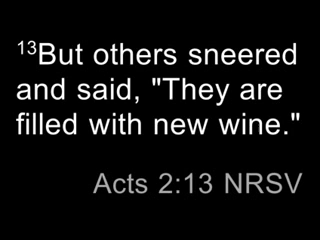 13But others sneered
and said, "They are
filled with new wine."
Acts 2:13 NRSV